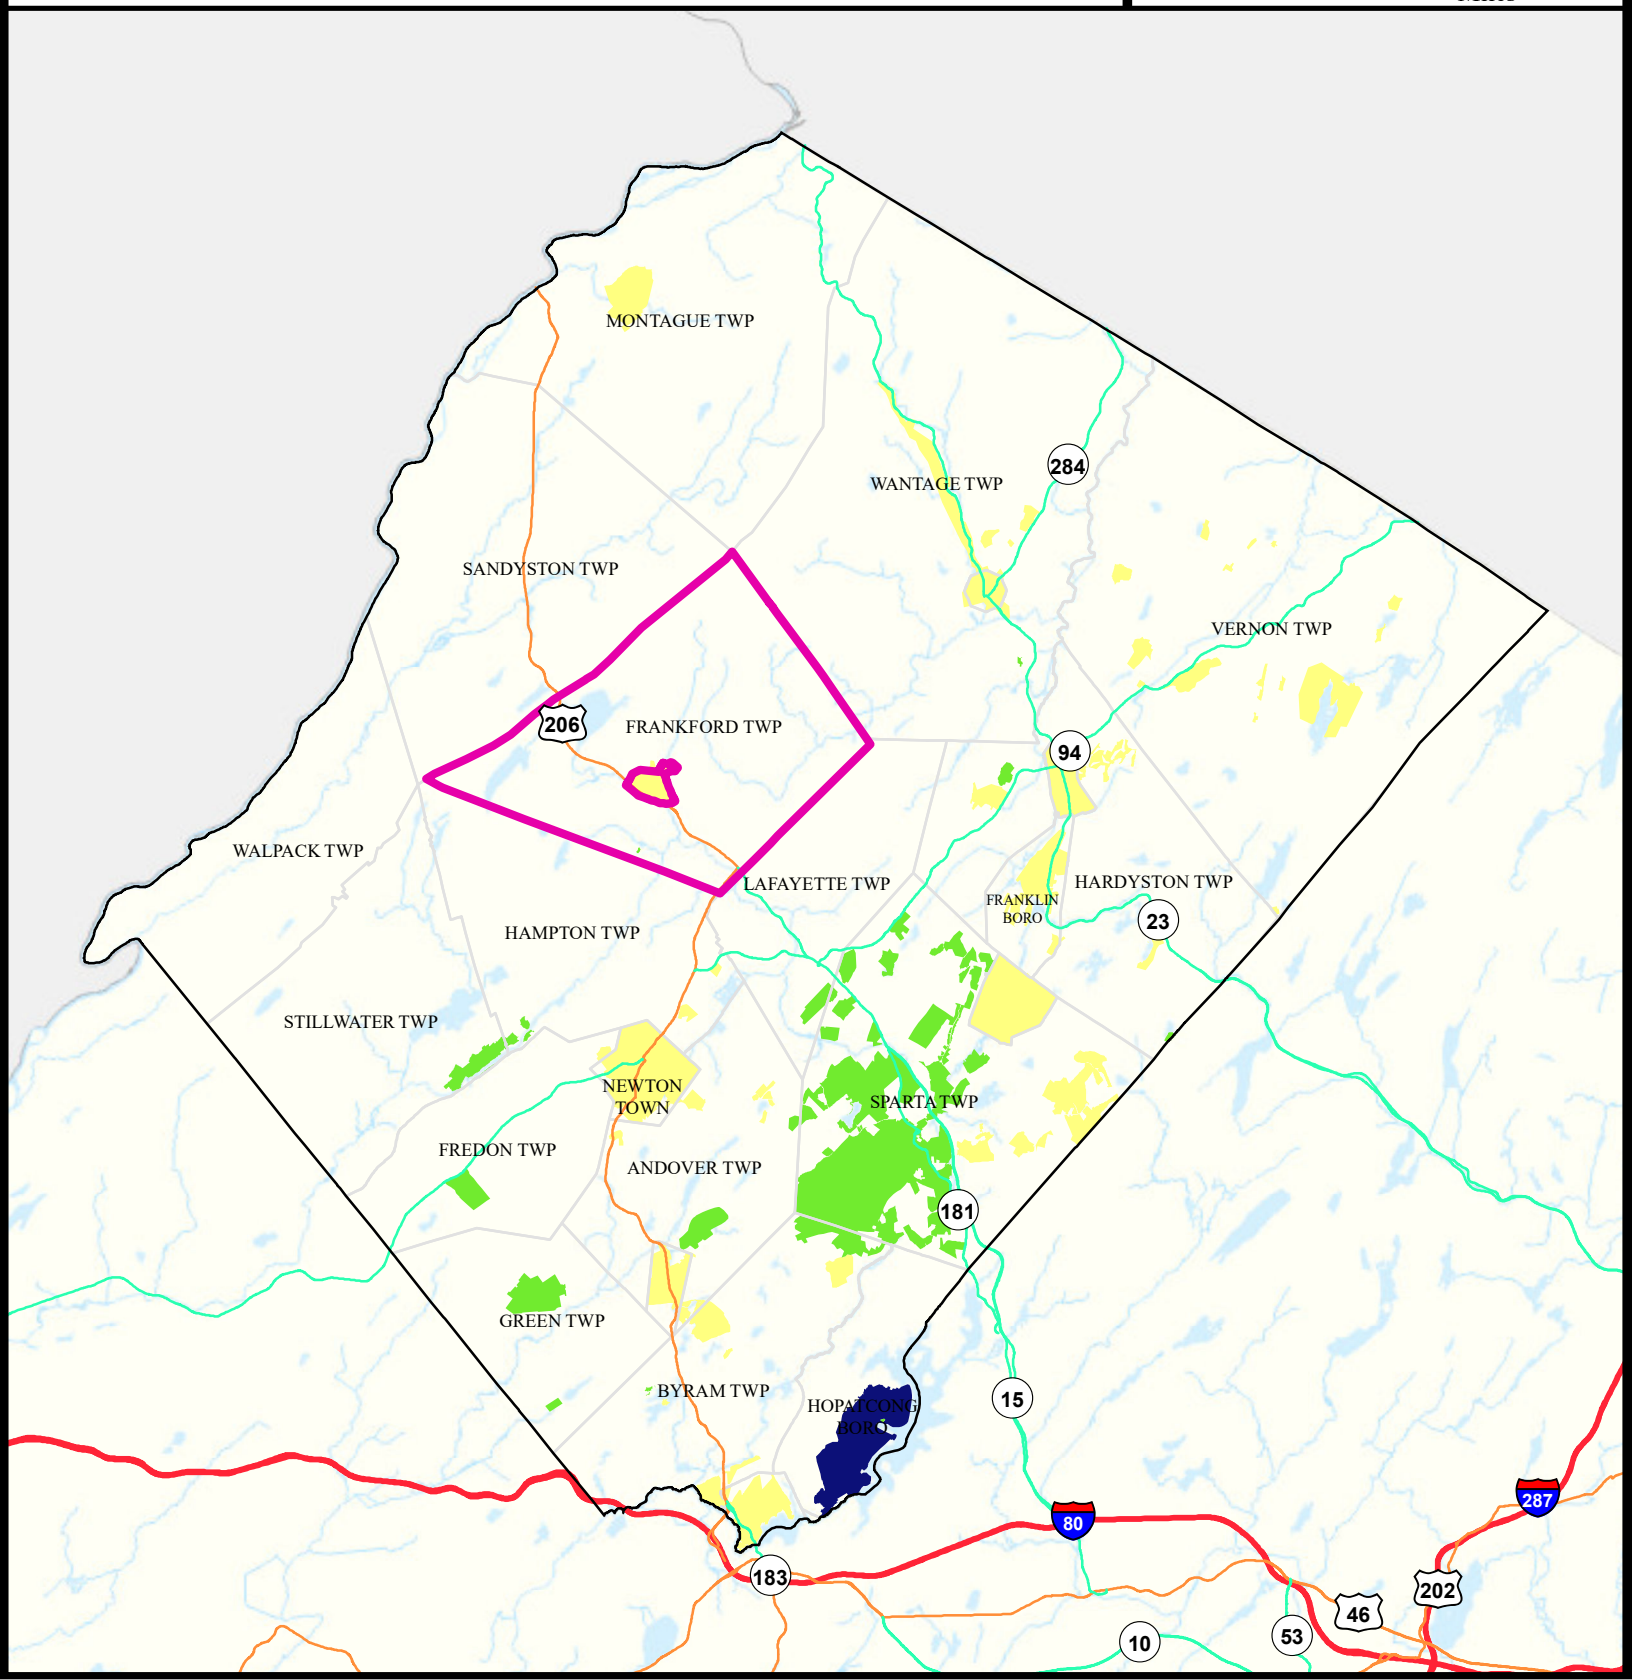 MONTAGUE TWP
284
WANTAGE TWP
SANDYSTON TWP
VERNON TWP
206
FRANKFORD TWP
94
WALPACK TWP
LAFAYETTE TWP
HARDYSTON TWP
FRANKLIN
BORO
23
HAMPTON TWP
STILLWATER TWP
NEWTON
TOWN
SPARTA TWP
FREDON TWP
ANDOVER TWP
181
GREEN TWP
BYRAM TWP
15
HOPATCONG
BORO
287
80
183
202
46
10
53